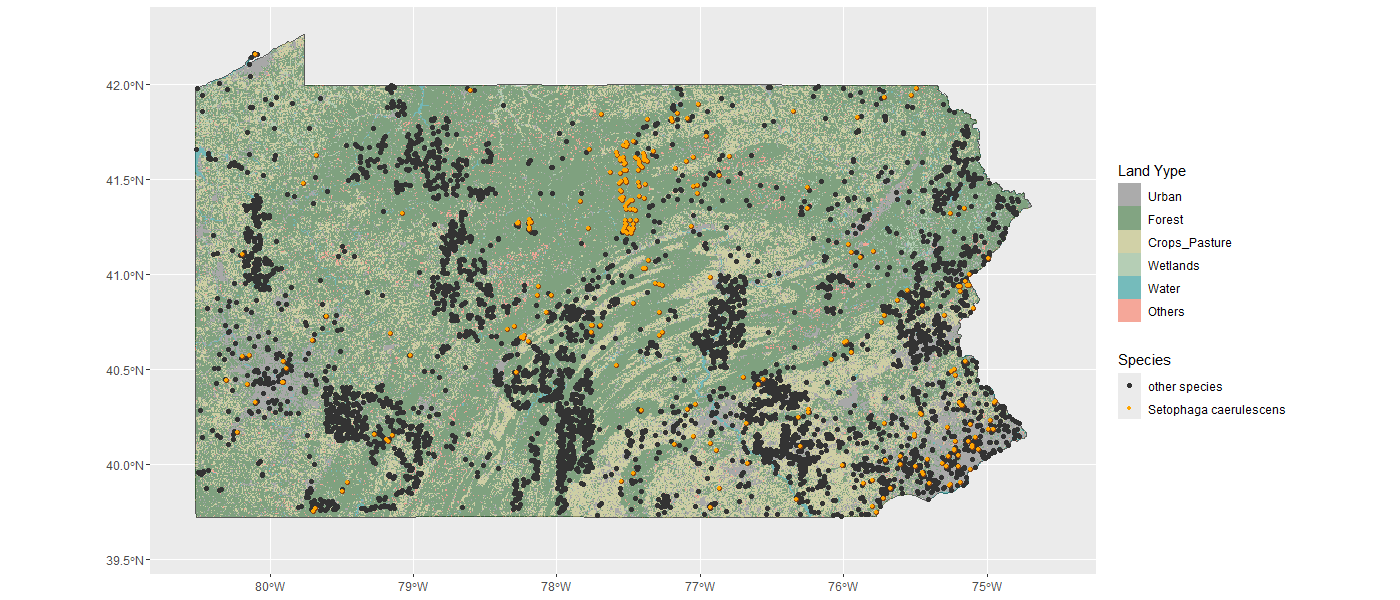 42.0°N
41.5°N
41.0°N
40.5°N
40.0°N
39.5°N
80°W
79°W
78°W
77°W
76°W
75°W
Land Type
Urban
Forest
Crops_Pasture
Wetlands
Water
Others
Species
other species
Setophaga caerulescens